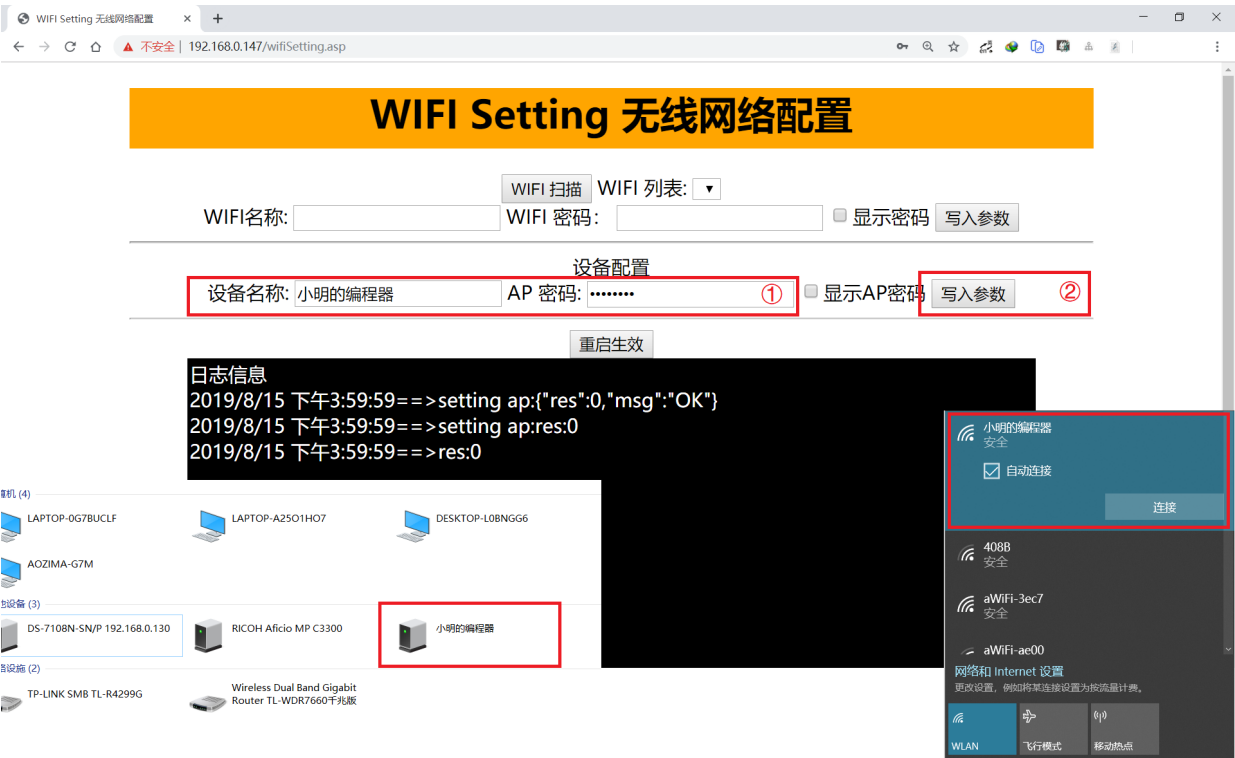 WIFI Setting 无线网络配置
不安全 | 192.168.0.147/wifiSetting.asp
WIFI Setting 无线网络配置
WIFI 扫描 WIFI 列表:
WIFI名称: WIFI 密码: 显示密码 写入参数
设备配置
设备名称: 小明的编程器 AP 密码: •••••••• ① 显示AP密码 写入参数 ②
重启生效
日志信息
2019/8/15 下午3:59:59==>setting ap:{"res":0,"msg":"OK"}
2019/8/15 下午3:59:59==>setting ap:res:0
2019/8/15 下午3:59:59==>res:0
算机 (4)
LAPTOP-0G7BUCLF LAPTOP-A25O1HO7 DESKTOP-L0BNGG6
AOZIMA-G7M
设备 (3)
DS-7108N-SN/P 192.168.0.130 RICOH Aficio MP C3300 小明的编程器
设施 (2)
TP-LINK SMB TL-R4299G
Wireless Dual Band Gigabit
Router TL-WDR7660千兆版
小明的编程器
安全
自动连接
连接
408B
安全
aWiFi-3ec7
安全
aWiFi-ae00
网络和 Internet 设置
更改设置，例如将某连接设置为按流量计费。
WLAN 飞行模式 移动热点